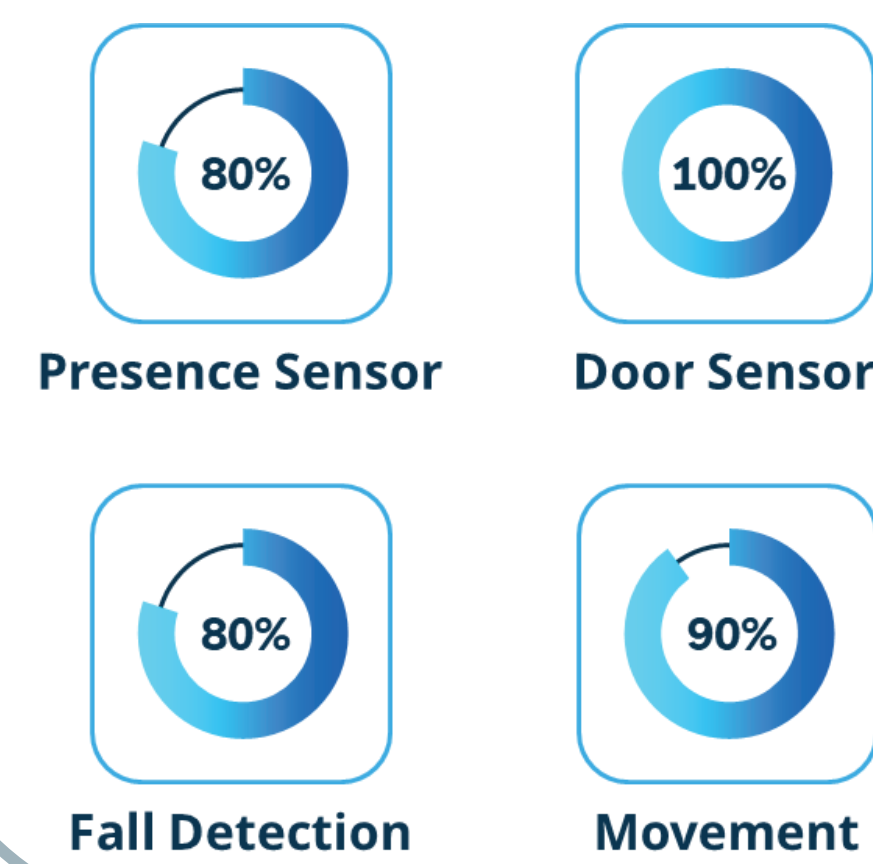 80%
100%
Presence Sensor
Door Sensor
80%
90%
Fall Detection
Movement